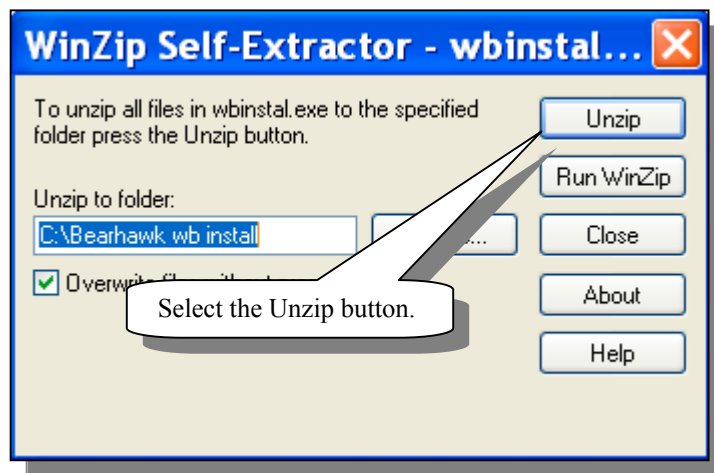 WinZip Self-Extractor - wbinstal...
To unzip all files in wbinstal.exe to the specified
folder press the Unzip button.
Unzip
Run WinZip
Unzip to folder:
C:\Bearhawk wb install
...
Close
Overwrite
About
Select the Unzip button.
Help